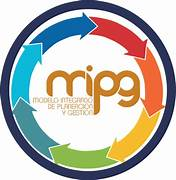 mipg
MODELO INTEGRADO
DE PLANEACIÓN
Y GESTIÓN